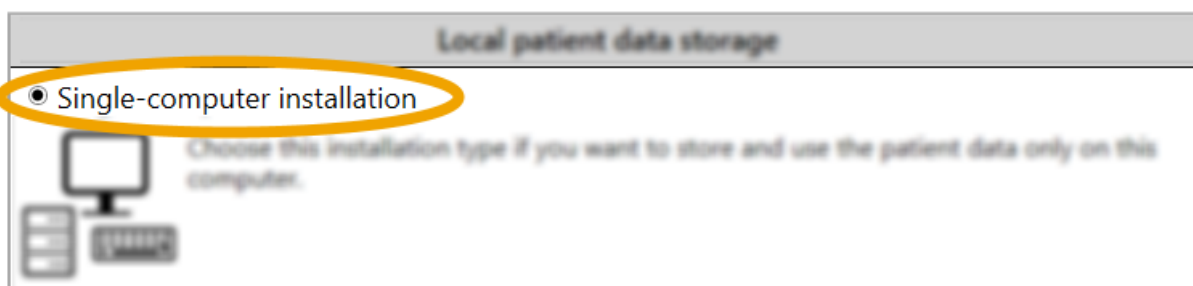 Local patient data storage
Single-computer installation
Choose this installation type if you want to store and use the patient data only on this
computer.